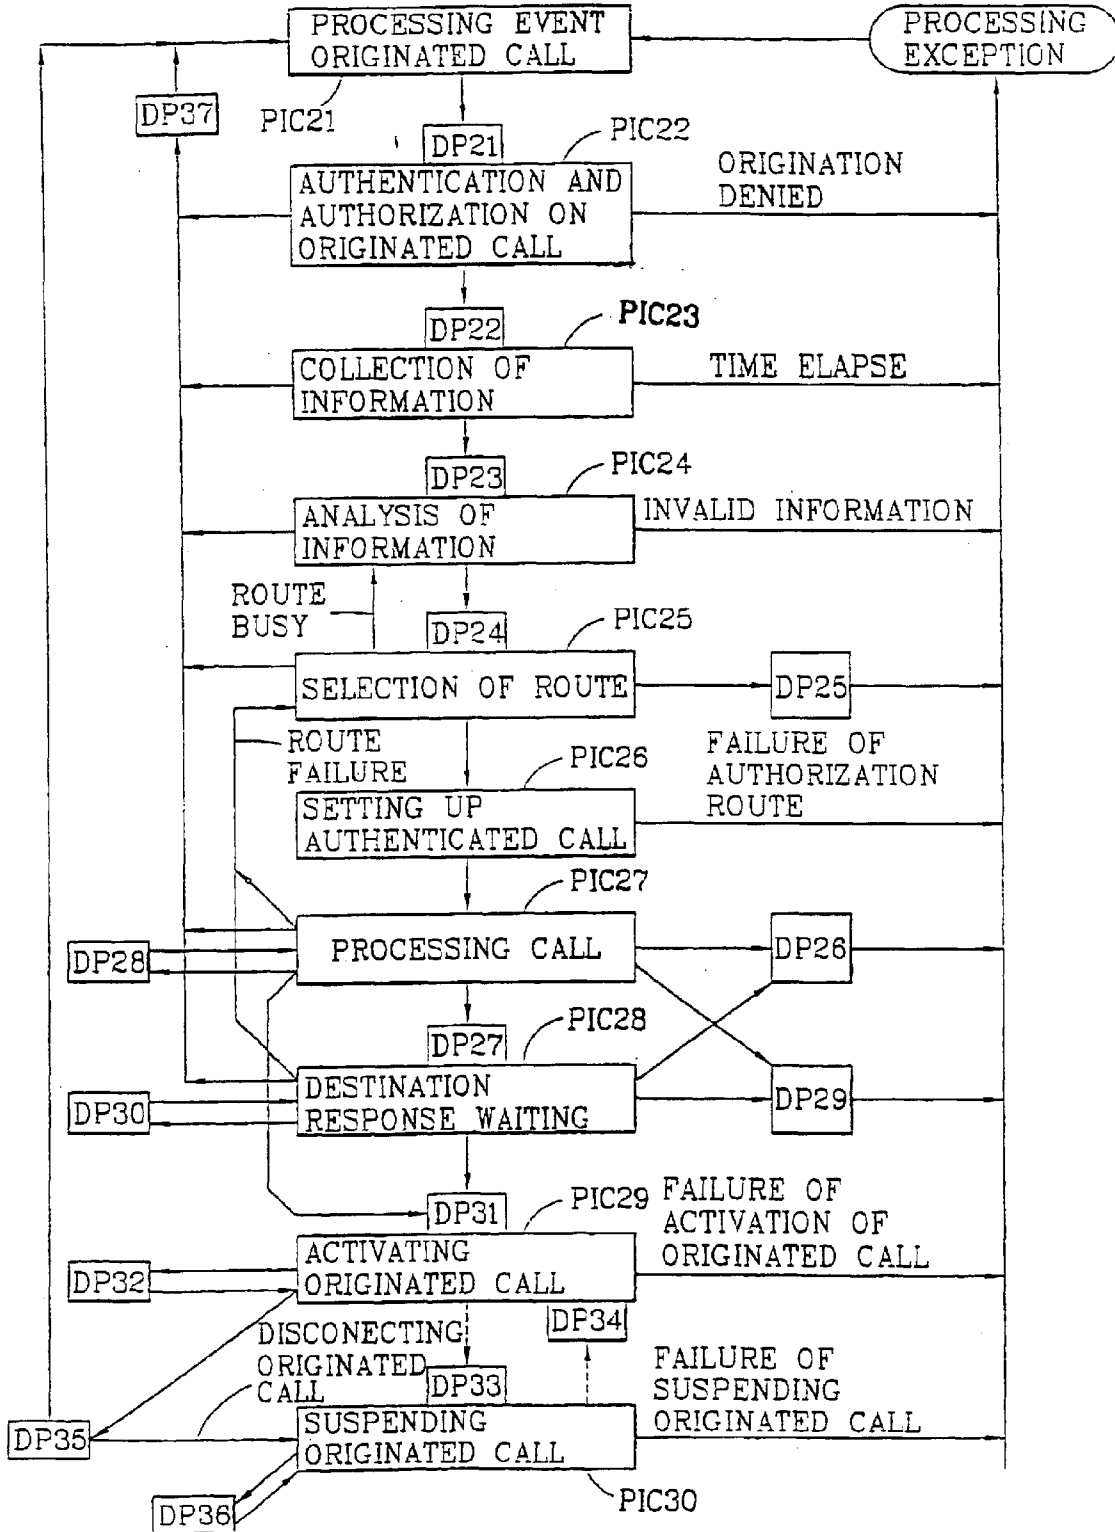 PROCESSING EVENT
ORIGINATED CALL
PROCESSING
EXCEPTION
DP37
PIC21
DP21
PIC22
AUTHENTICATION AND
AUTHORIZATION ON
ORIGINATED CALL
ORIGINATION
DENIED
DP22
PIC23
COLLECTION OF
INFORMATION
TIME ELAPSE
DP23
PIC24
ANALYSIS OF
INFORMATION
INVALID INFORMATION
ROUTE
BUSY
DP24
PIC25
SELECTION OF ROUTE
DP25
ROUTE
FAILURE
PIC26
FAILURE OF
AUTHORIZATION
ROUTE
SETTING UP
AUTHENTICATED CALL
PIC27
DP28
PROCESSING CALL
DP26
DP27
PIC28
DP30
DESTINATION
RESPONSE WAITING
DP29
DP31
PIC29
FAILURE OF
ACTIVATION OF
ORIGINATED CALL
DP32
ACTIVATING
ORIGINATED CALL
DP34
DISCONECTING
ORIGINATED
CALL
DP33
FAILURE OF
SUSPENDING
ORIGINATED CALL
DP35
SUSPENDING
ORIGINATED CALL
DP36
PIC30